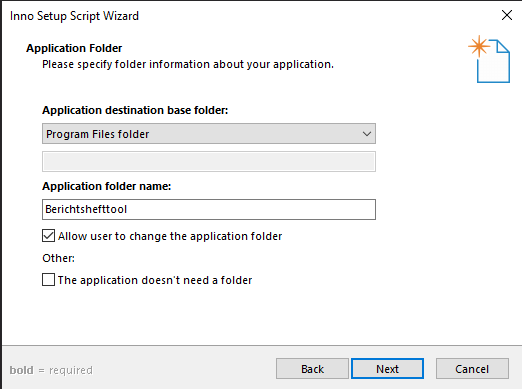 Inno Setup Script Wizard
Application Folder
Please specify folder information about your application.
Application destination base folder:
Program Files folder
Application folder name:
Berichtshefttool
Allow user to change the application folder
Other:
The application doesn't need a folder
bold = required
Back
Next
Cancel